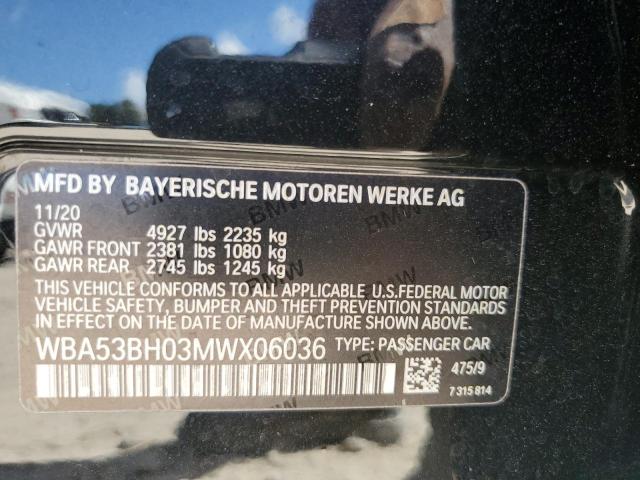 MFD BY BAYERISCHE MOTOREN WERKE AG
11/20
GVWR 4927 lbs 2235 kg
GAWR FRONT 2381 lbs 1080 kg
GAWR REAR 2745 lbs 1245 kg
THIS VEHICLE CONFORMS TO ALL APPLICABLE U.S.FEDERAL MOTOR
VEHICLE SAFETY, BUMPER AND THEFT PREVENTION STANDARDS
IN EFFECT ON THE DATE OF MANUFACTURE SHOWN ABOVE.
WBA53BH03MWX06036 TYPE: PASSENGER CAR
475/9
7 315 814